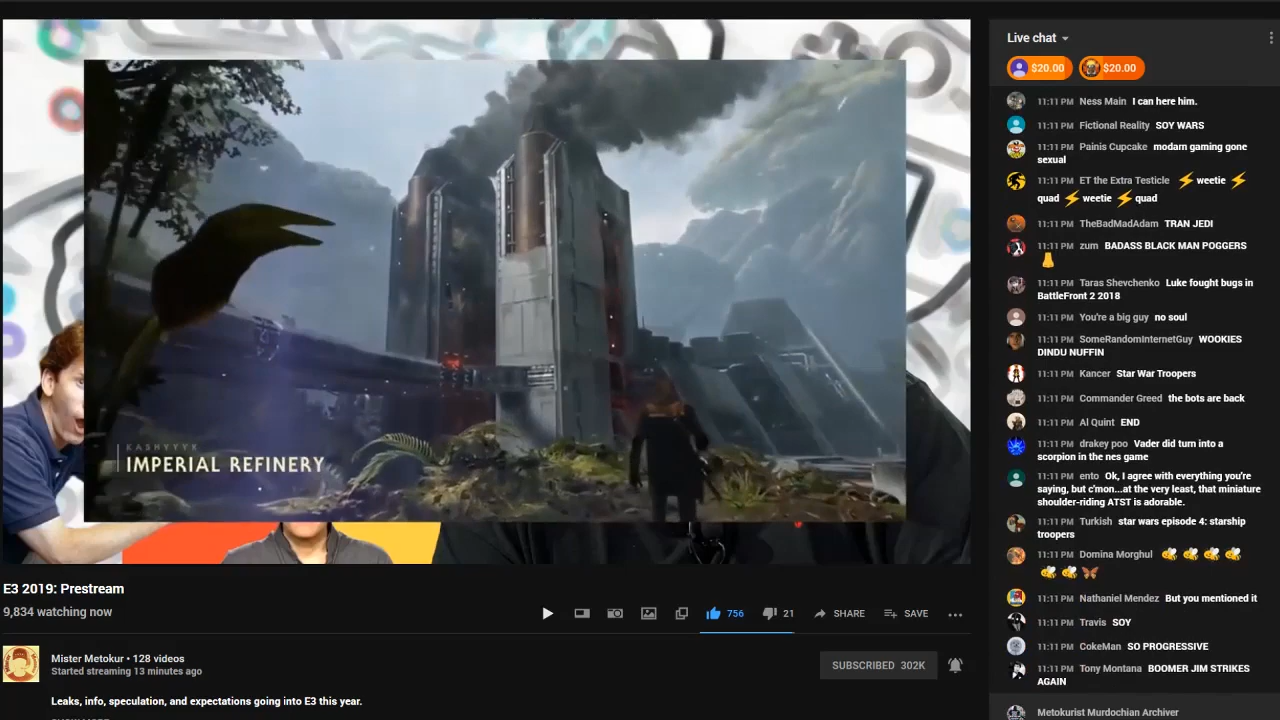 KASHYYYK
IMPERIAL REFINERY
E3 2019: Prestream
9,834 watching now
756
21
SHARE
SAVE
Mister Metokur • 128 videos
Started streaming 13 minutes ago
SUBSCRIBED 302K
Leaks, info, speculation, and expectations going into E3 this year.
Live chat
$20.00
$20.00
11:11 PM Ness Main I can here him.
11:11 PM Fictional Reality SOY WARS
11:11 PM Painis Cupcake modarn gaming gone
sexual
11:11 PM ET the Extra Testicle ⚡ weetie ⚡
quad ⚡ weetie ⚡ quad
11:11 PM TheBadMadAdam TRAN JEDI
11:11 PM zum BADASS BLACK MAN POGGERS
11:11 PM Taras Shevchenko Luke fought bugs in
BattleFront 2 2018
11:11 PM You're a big guy no soul
11:11 PM SomeRandomInternetGuy WOOKIES
DINDU NUFFIN
11:11 PM Kancer Star War Troopers
11:11 PM Commander Greed the bots are back
11:11 PM Al Quint END
11:11 PM drakey poo Vader did turn into a
scorpion in the nes game
11:11 PM ento Ok, I agree with everything you're
saying, but c'mon...at the very least, that miniature
shoulder-riding ATST is adorable.
11:11 PM Turkish star wars episode 4: starship
troopers
11:11 PM Domina Morghul
11:11 PM Nathaniel Mendez But you mentioned it
11:11 PM Travis SOY
11:11 PM CokeMan SO PROGRESSIVE
11:11 PM Tony Montana BOOMER JIM STRIKES
AGAIN
Metokurist Murdochian Archiver